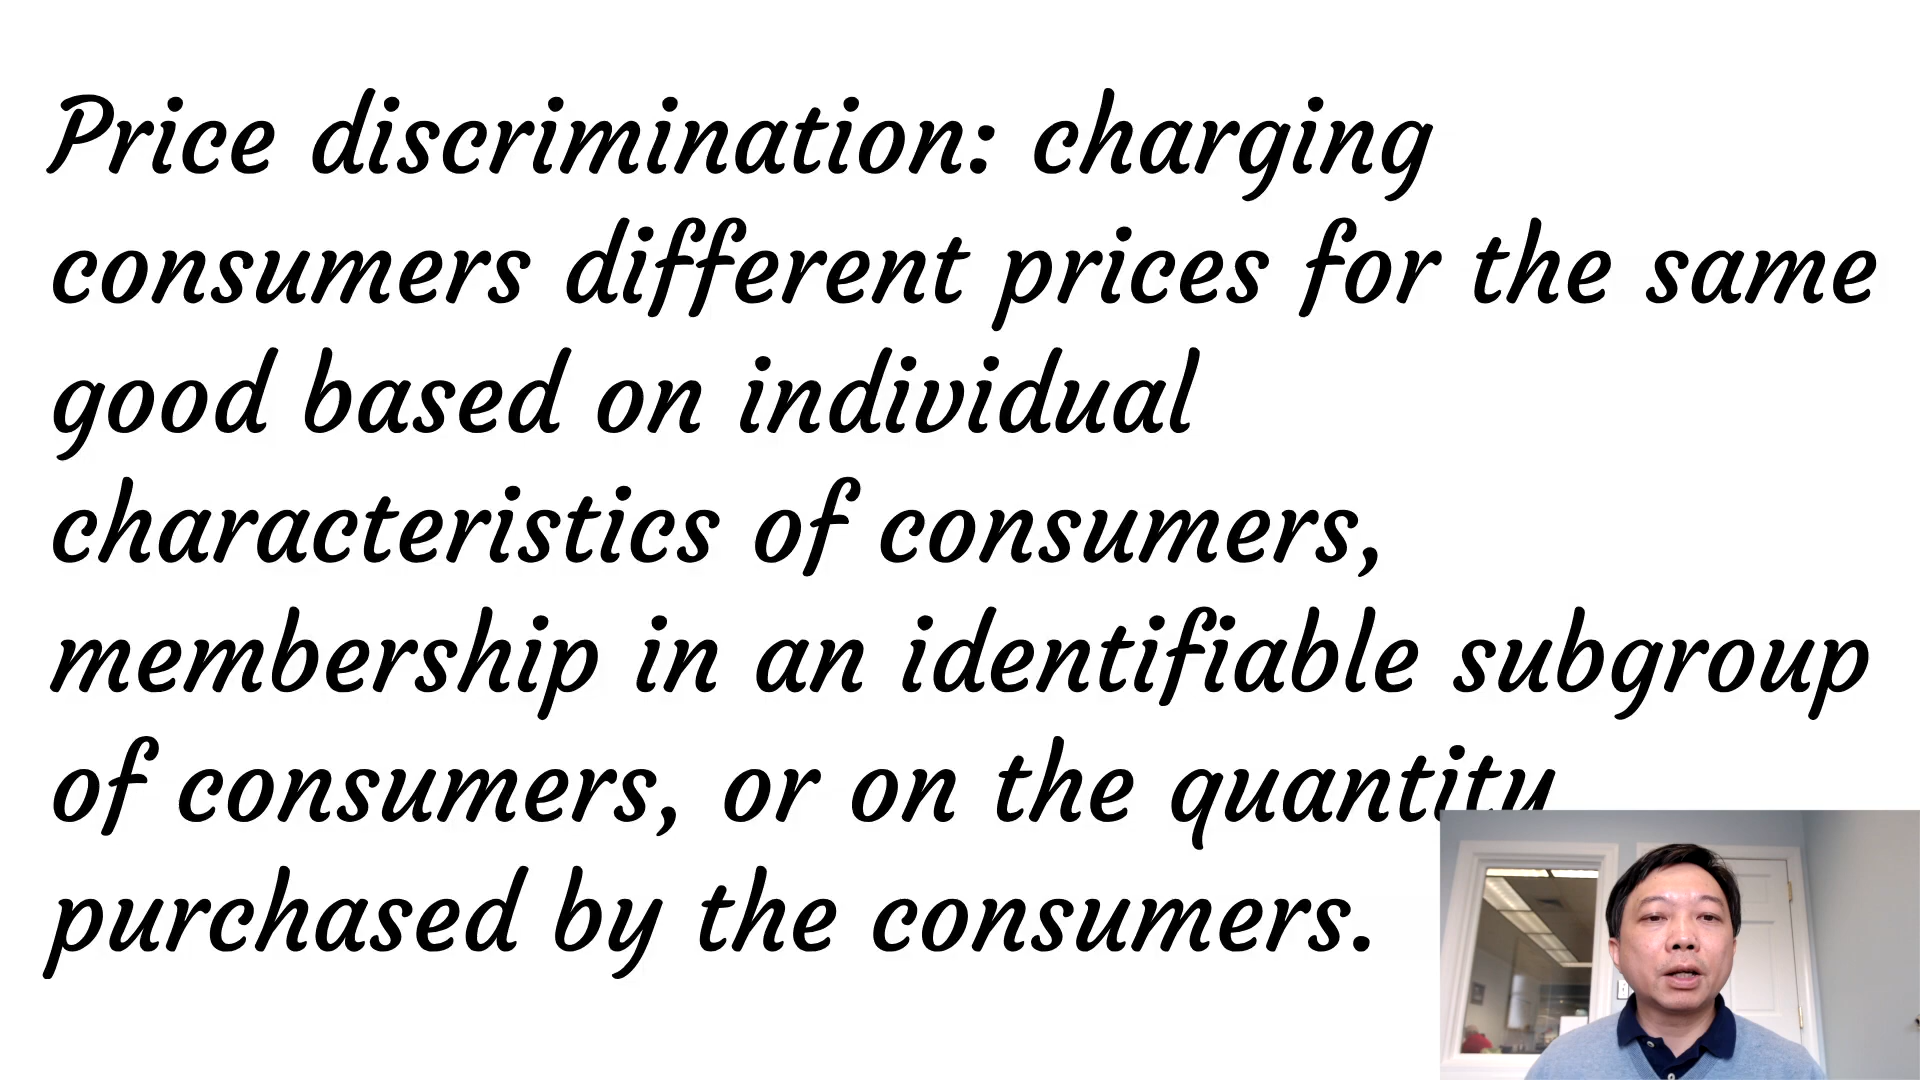 Price discrimination: charging
consumers different prices for the same
good based on individual
characteristics of consumers,
membership in an identifiable subgroup
of consumers, or on the quantity
purchased by the consumers.